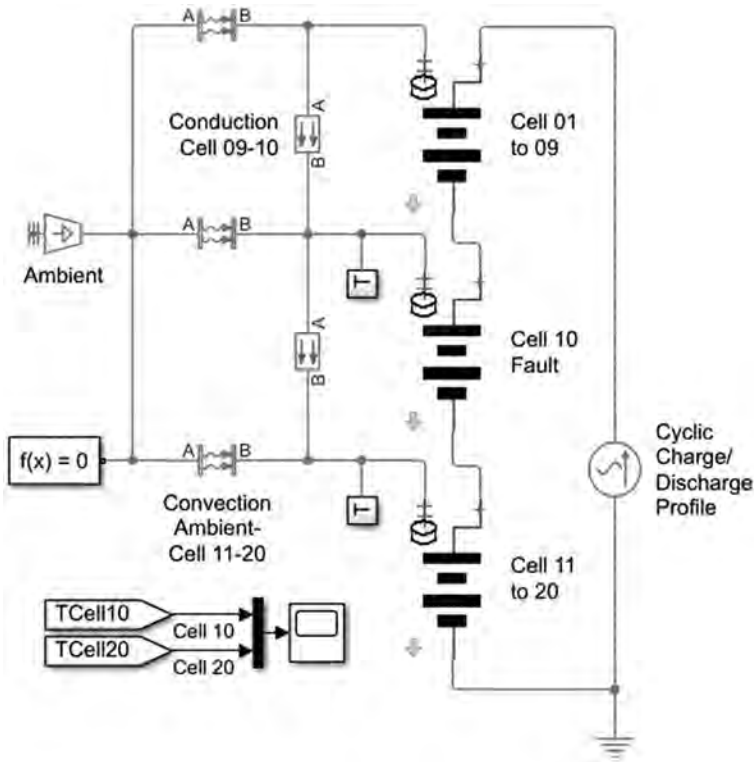 A
B
Conduction
Cell 09-10
A
B
Cell 01
to 09
A
B
Ambient
T
Cell 10
Fault
A
B
f(x) = 0
A
B
T
Convection
Ambient-
Cell 11-20
Cyclic
Charge/
Discharge
Profile
Cell 11
to 20
TCell10
Cell 10
TCell20
Cell 20